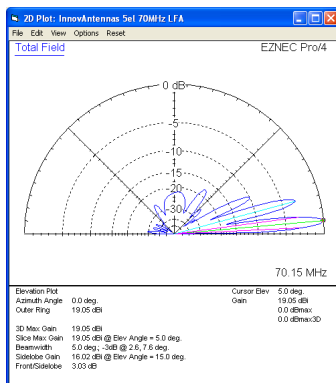 2D Plot: InnovAntennas 5el 70MHz LFA
File Edit View Options Reset
Total Field
EZNEC Pro/4
0 dB
-5
-10
-15
-20
-30
70.15 MHz
Elevation Plot
Azimuth Angle 0.0 deg.
Outer Ring 19.05 dBi
3D Max Gain 19.05 dBi
Slice Max Gain 19.05 dBi @ Elev Angle = 5.0 deg.
Beamwidth 5.0 deg.; -3dB @ 2.6, 7.6 deg.
Sidelobe Gain 16.02 dBi @ Elev Angle = 15.0 deg.
Front/Sidelobe 3.03 dB
Cursor Elev 5.0 deg.
Gain 19.05 dBi
0.0 dBmax
0.0 dBmax3D